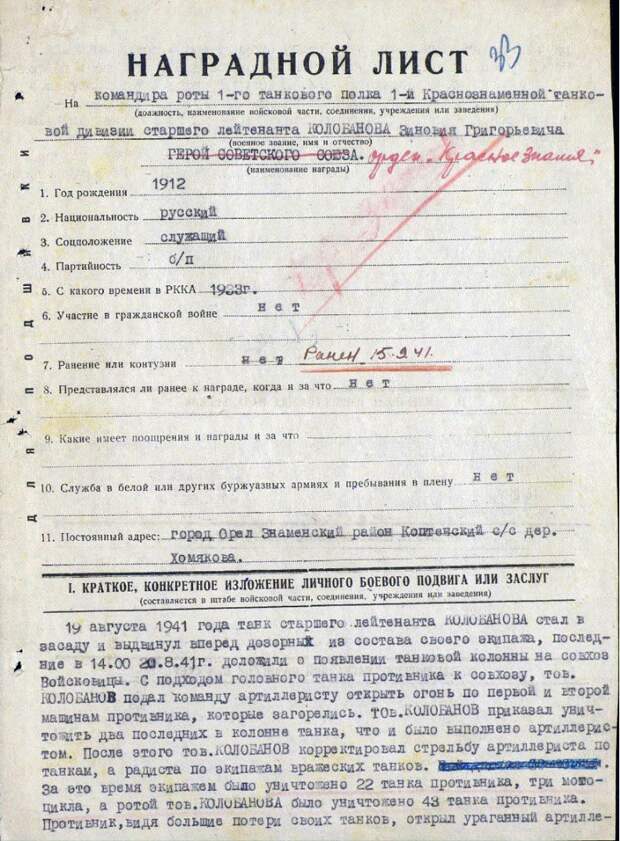 33
НАГРАДНОЙ ЛИСТ
На командира роты 1-го танкового полка 1-й Краснознаменной танко-
(должность, наименование войсковой части, соединения, учреждения или заведения)
вой дивизии старшего лейтенанта КОЛОБАНОВА Зиновия Григорьевича
(военное звание, имя и отчество)
ГЕРОЙ СОВЕТСКОГО СОЮЗА. орден "Красное Знамя"
(наименование награды)
1. Год рождения 1912
2. Национальность русский
3. Соцположение служащий
4. Партийность б/п
5. С какого времени в РККА 1933г.
6. Участие в гражданской войне нет
7. Ранение или контузия нет Ранен 15.9.41.
8. Представлялся ли ранее к награде, когда и за что нет
9. Какие имеет поощрения и награды и за что
10. Служба в белой или других буржуазных армиях и пребывания в плену нет
11. Постоянный адрес: город Орел Знаменский район Коптенский с/с дер.
Хомякова.
I. КРАТКОЕ, КОНКРЕТНОЕ ИЗЛОЖЕНИЕ ЛИЧНОГО БОЕВОГО ПОДВИГА ИЛИ ЗАСЛУГ
(составляется в штабе войсковой части, соединения, учреждения или заведения)
19 августа 1941 года танк старшего лейтенанта КОЛОБАНОВА стал в
засаду и выдвинул вперед дозорных из состава своего экипажа, послед-
ние в 14.00 20.8.41г. доложили о появлении танковой колонны на совхоз
Войсковицы. С подходом головного танка противника к совхозу, тов.
КОЛОБАНОВ подал команду артиллеристу открыть огонь по первой и второй
машинам противника, которые загорелись. тов.КОЛОБАНОВ приказал унич-
тожить два последних в колонне танка, что и было выполнено артиллерис-
том. После этого тов.КОЛОБАНОВ корректировал стрельбу артиллериста по
танкам, а радиста по экипажам вражеских танков.
За это время экипажем было уничтожено 22 танка противника, три мото-
цикла, а ротой тов.КОЛОБАНОВА было уничтожено 43 танка противника.
Противник,видя большие потери своих танков, открыл ураганный артилле-
ДЛЯ ПОДШИВКИ